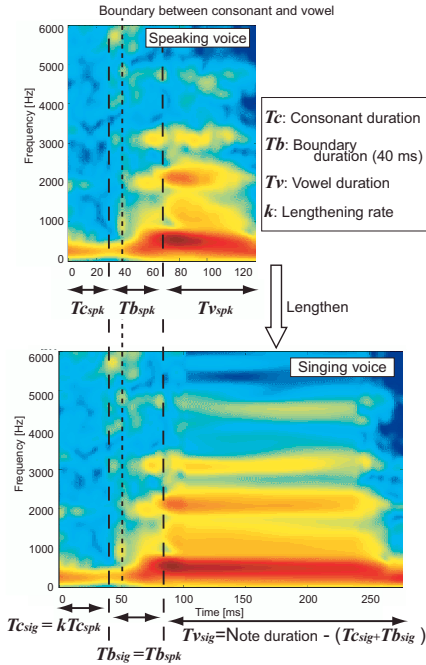 Boundary between consonant and vowel
Speaking voice
Frequency [Hz]
6000
5000
4000
3000
2000
1000
0
0 20 40 60 80 100 120
Tc: Consonant duration
Tb: Boundary
duration (40 ms)
Tv: Vowel duration
k: Lengthening rate
Tcspk Tbspk Tvspk
Lengthen
Singing voice
Frequency [Hz]
6000
5000
4000
3000
2000
1000
0
0 50 100 150 200 250
Time [ms]
Tcsig = kTcspk
Tvsig=Note duration - (Tcsig+Tbsig)
Tbsig=Tbspk